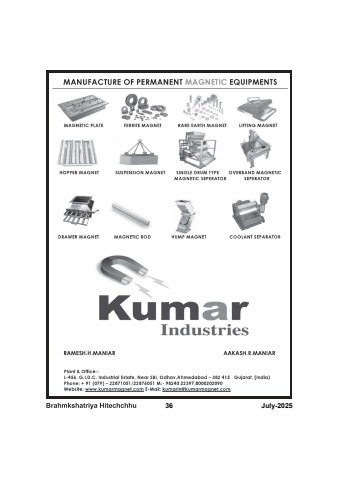 MANUFACTURE OF PERMANENT MAGNETIC EQUIPMENTS
MAGNETIC PLATE FERRITE MAGNET RARE EARTH MAGNET LIFTING MAGNET
HOPPER MAGNET SUSPENSION MAGNET SINGLE DRUM TYPE OVERBAND MAGNETIC
MAGNETIC SEPERATOR SEPERATOR
DRAWER MAGNET MAGNETIC ROD HUMP MAGNET COOLANT SEPARATOR
Kumar
Industries
RAMESH.H.MANIAR AAKASH.R.MANIAR
Plant & Office:-
L-456, G.I.D.C. Industrial Estate, Near SBI, Odhav,Ahmedabad – 382 415 Gujarat. (India)
Phone: + 91 (079) – 22871051/22876051 M:- 98240 22397,8000203090
Website: www.kumarmagnet.com E-Mail: kumarin@kumarmagnet.com
Brahmkshatriya Hitechchhu 36 July-2025